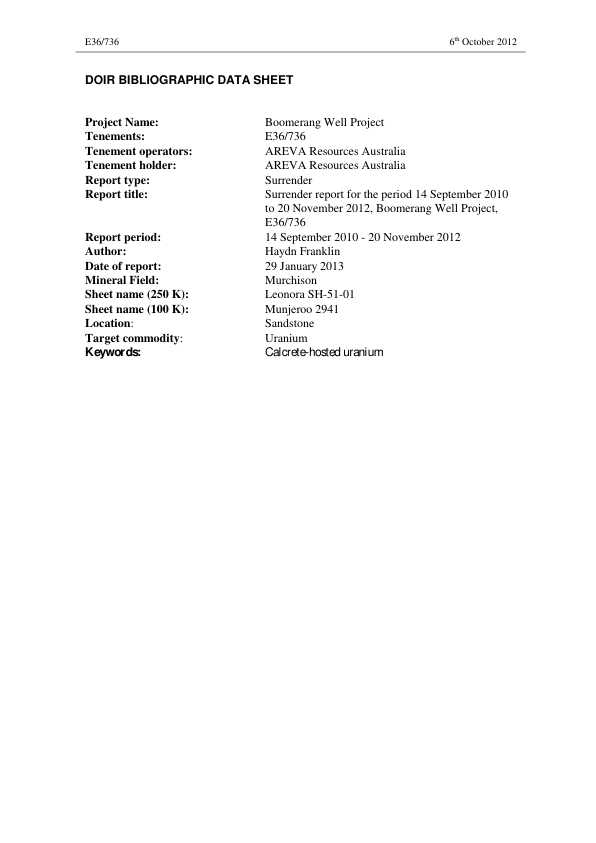 E36/736 6th October 2012
DOIR BIBLIOGRAPHIC DATA SHEET
Project Name: Boomerang Well Project
Tenements: E36/736
Tenement operators: AREVA Resources Australia
Tenement holder: AREVA Resources Australia
Report type: Surrender
Report title: Surrender report for the period 14 September 2010
to 20 November 2012, Boomerang Well Project,
E36/736
Report period: 14 September 2010 - 20 November 2012
Author: Haydn Franklin
Date of report: 29 January 2013
Mineral Field: Murchison
Sheet name (250 K): Leonora SH-51-01
Sheet name (100 K): Munjeroo 2941
Location: Sandstone
Target commodity: Uranium
Keywords: Calcrete-hosted uranium